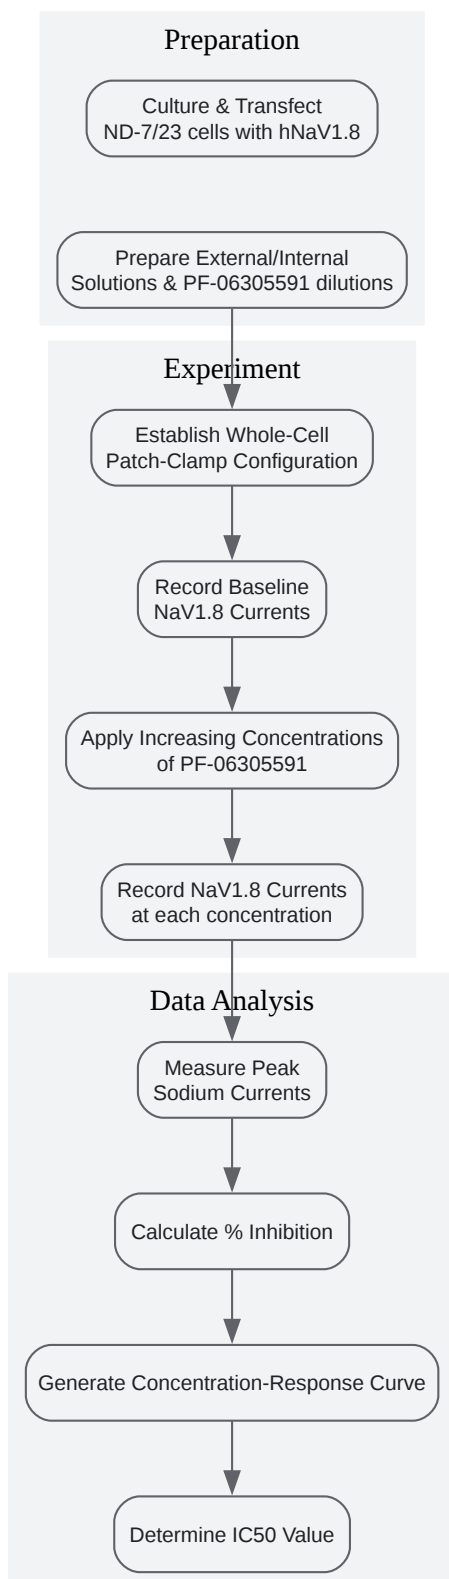 Preparation
Culture & Transfect
ND-7/23 cells with hNaV1.8
Prepare External/Internal
Solutions & PF-06305591 dilutions
Experiment
Establish Whole-Cell
Patch-Clamp Configuration
Record Baseline
NaV1.8 Currents
Apply Increasing Concentrations
of PF-06305591
Record NaV1.8 Currents
at each concentration
Data Analysis
Measure Peak
Sodium Currents
Calculate % Inhibition
Generate Concentration-Response Curve
Determine IC50 Value